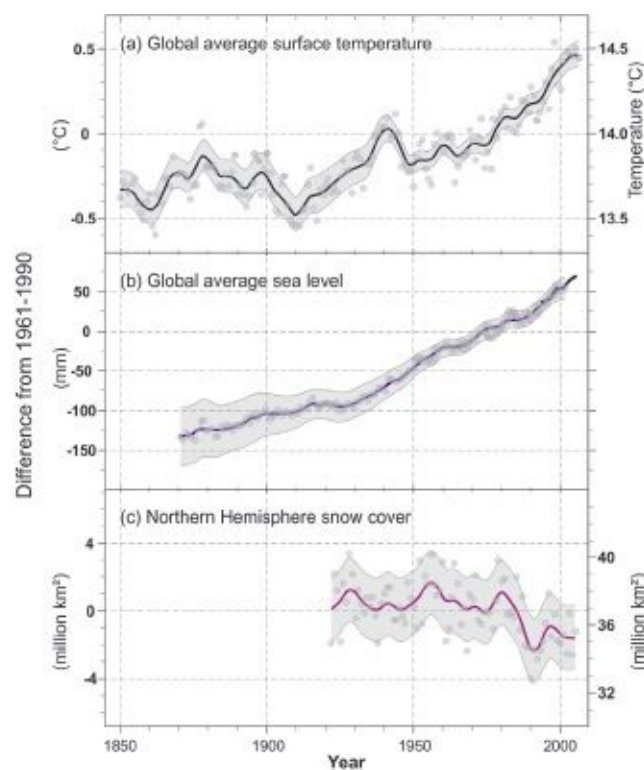 (a) Global average surface temperature
0.5
0
-0.5
(°C)
14.5
14.0
13.5
Temperature (°C)
Difference from 1961-1990
(b) Global average sea level
50
0
-50
-100
-150
(mm)
(c) Northern Hemisphere snow cover
4
0
-4
(million km²)
40
36
32
(million km²)
1850
1900
1950
2000
Year